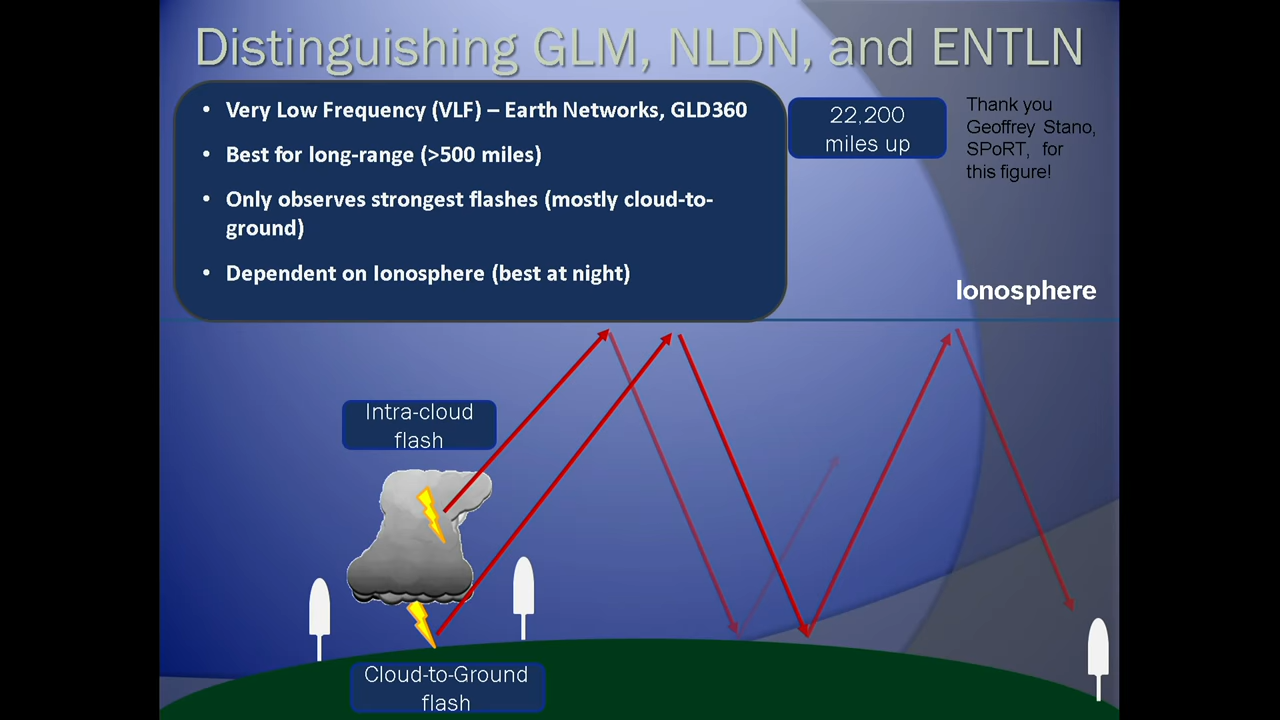 Distinguishing GLM, NLDN, and ENTLN
• Very Low Frequency (VLF) – Earth Networks, GLD360
• Best for long-range (>500 miles)
• Only observes strongest flashes (mostly cloud-to-
ground)
• Dependent on Ionosphere (best at night)
22,200
miles up
Thank you
Geoffrey Stano,
SPoRT, for
this figure!
Ionosphere
Intra-cloud
flash
Cloud-to-Ground
flash